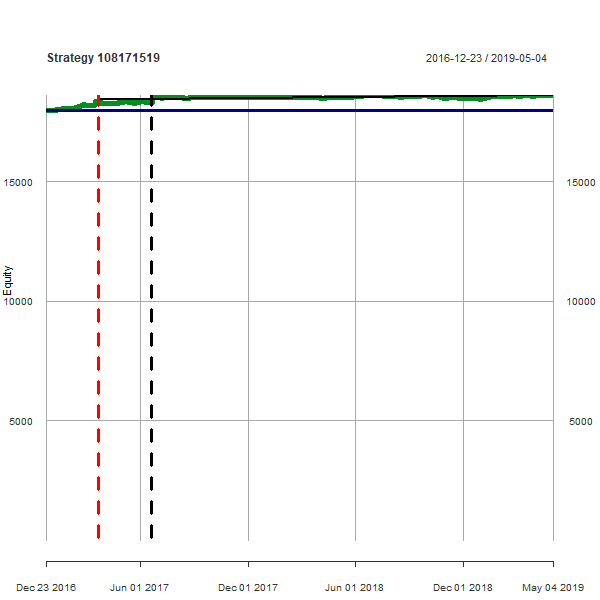 Strategy 108171519
2016-12-23 / 2019-05-04
15000
15000
Equity
10000
10000
5000
5000
Dec 23 2016
Jun 01 2017
Dec 01 2017
Jun 01 2018
Dec 01 2018
May 04 2019